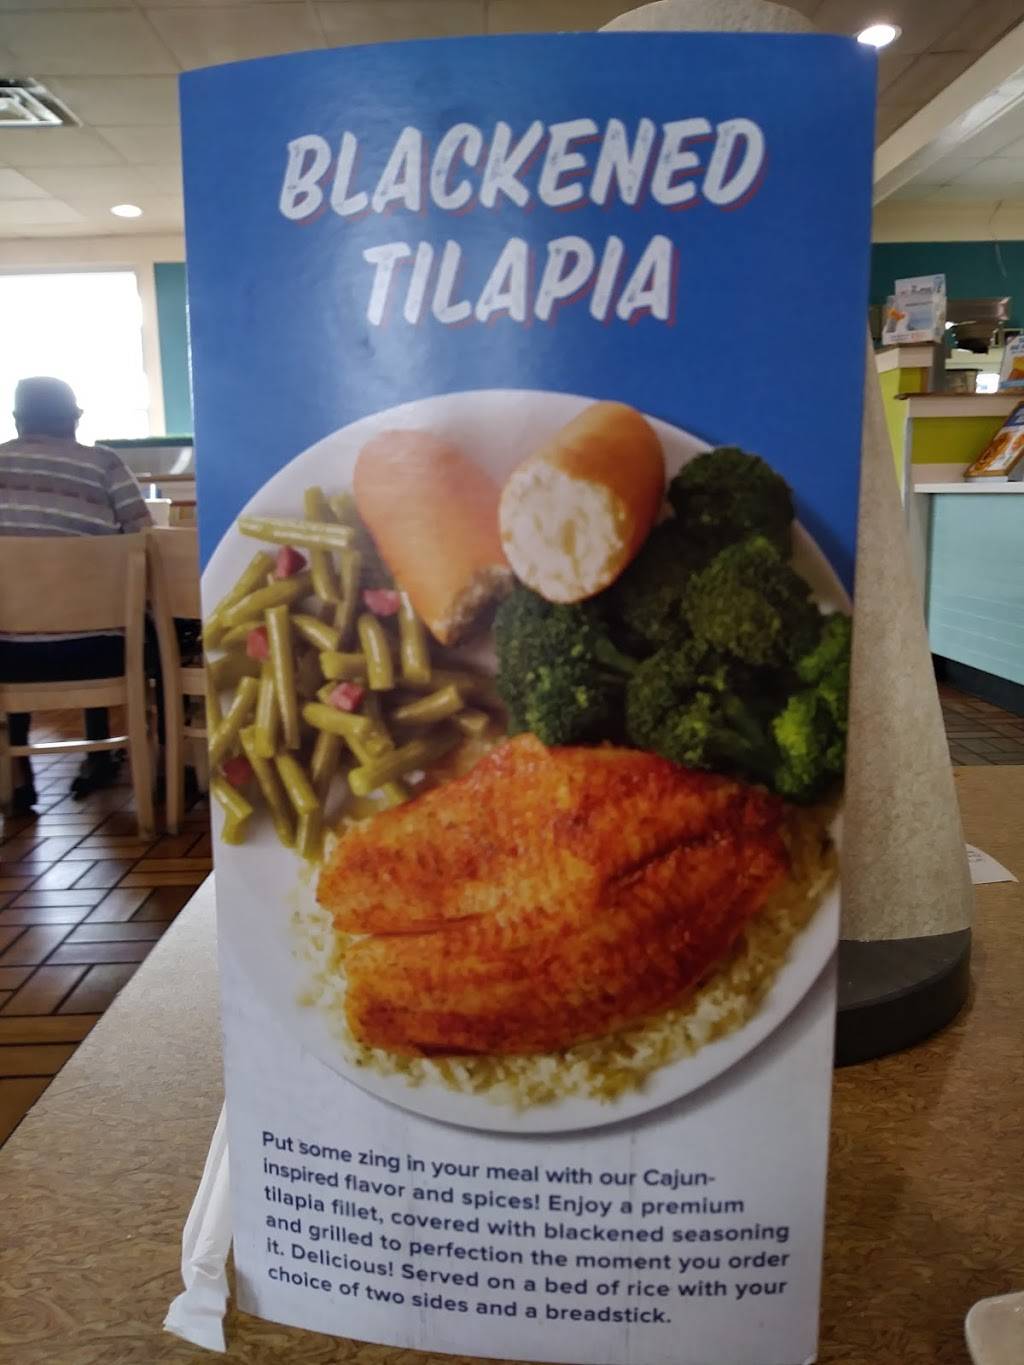 BLACKENED
TILAPIA
Put some zing in your meal with our Cajun-
inspired flavor and spices! Enjoy a premium
tilapia fillet, covered with blackened seasoning
and grilled to perfection the moment you order
it. Delicious! Served on a bed of rice with your
choice of two sides and a breadstick.